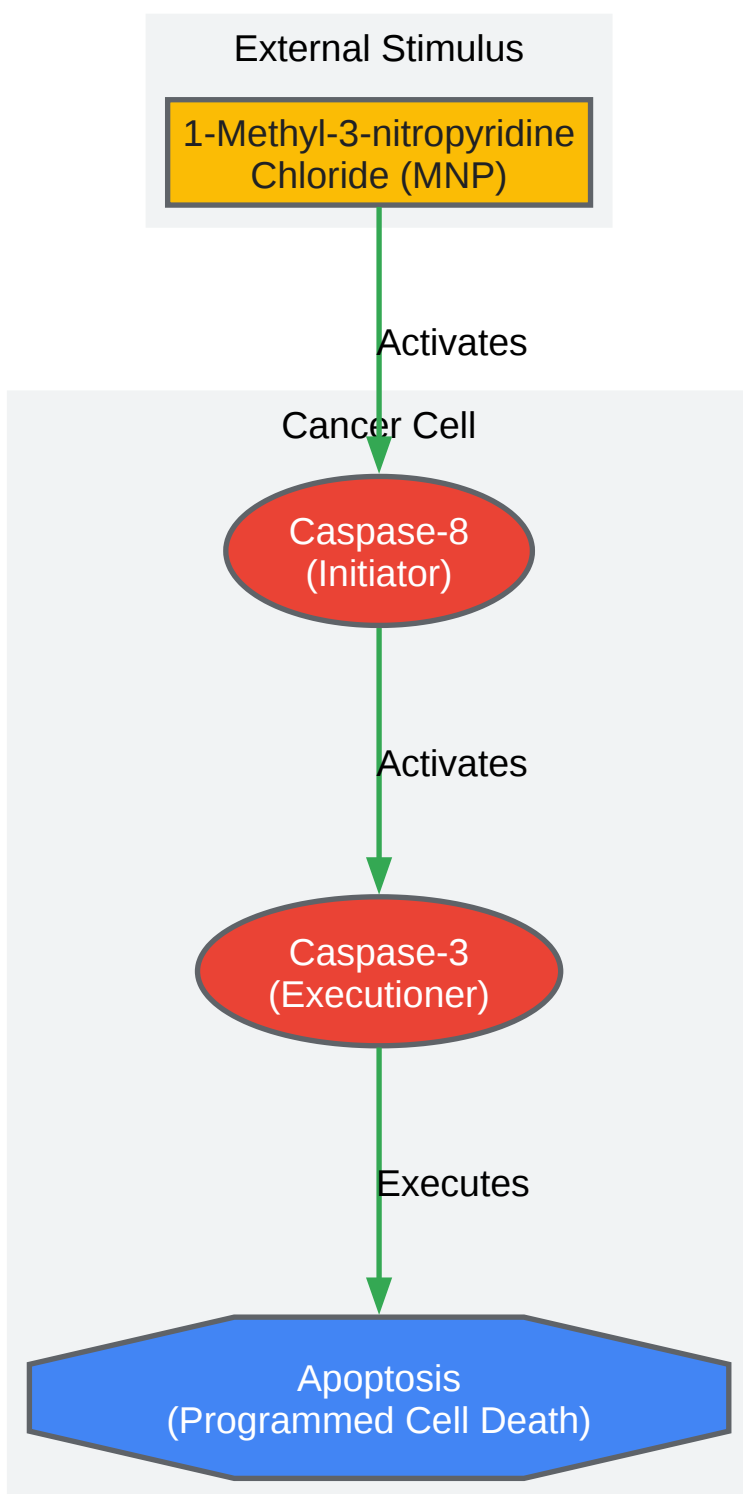 External Stimulus
1-Methyl-3-nitropyridine
Chloride (MNP)
Activates
Cancer Cell
Caspase-8
(Initiator)
Activates
Caspase-3
(Executioner)
Executes
Apoptosis
(Programmed Cell Death)